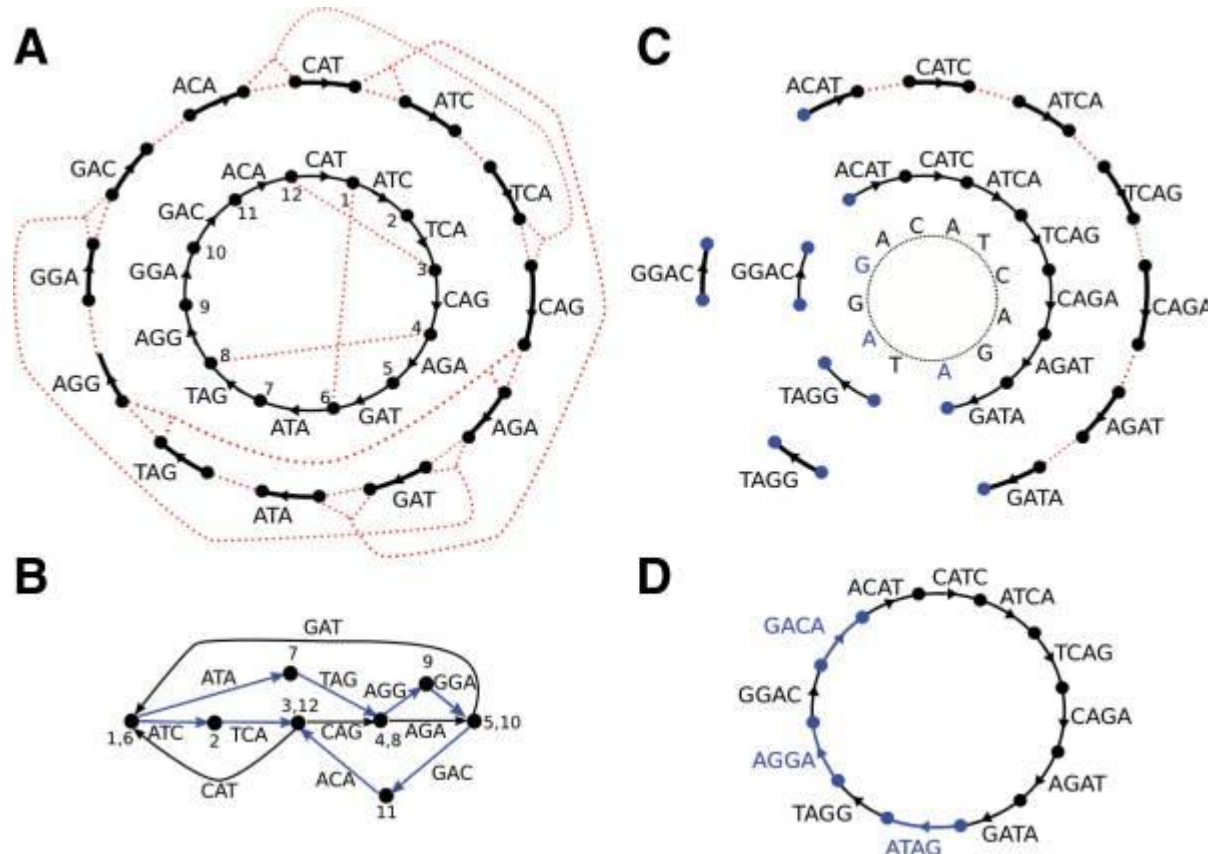 A
CAT
ATC
TCA
CAG
AGA
GAT
ATA
TAG
AGG
GGA
GAC
ACA
CAT
ATC
TCA
CAG
AGA
GAT
ATA
TAG
AGG
GGA
GAC
ACA
1
2
3
4
5
6
7
8
9
10
11
12
B
GAT
7
9
ATA
TAG
AGG
GGA
3,12
1,6
ATC
2
TCA
CAG
4,8
AGA
5,10
CAT
ACA
GAC
11
C
ACAT
CATC
ATCA
TCAG
CAGA
AGAT
GATA
TAGG
GGAC
ACAT
CATC
ATCA
TCAG
CAGA
AGAT
GATA
TAGG
GGAC
A
T
C
A
G
A
T
A
G
G
A
C
D
ACAT
CATC
ATCA
TCAG
CAGA
AGAT
GATA
ATAG
TAGG
AGGA
GGAC
GACA